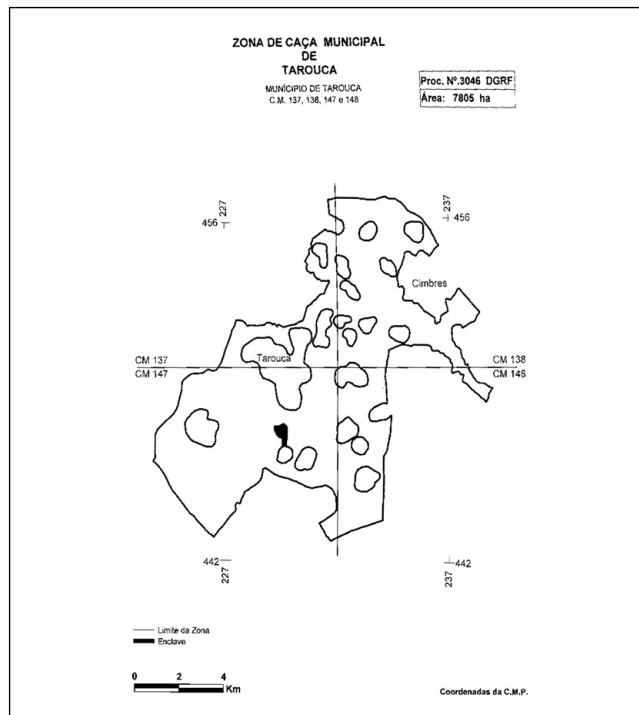 ZONA DE CAÇA MUNICIPAL
DE
TAROUCA
MUNÍCIPIO DE TAROUCA
C.M. 137, 138, 147 e 148
Proc. Nº.3046 DGRF
Área: 7805 ha
227
237
456
456
Cimbres
Tarouca
CM 137
CM 138
CM 147
CM 148
442
442
227
237
Limite da Zona
Enclave
0 2 4
Km
Coordenadas da C.M.P.